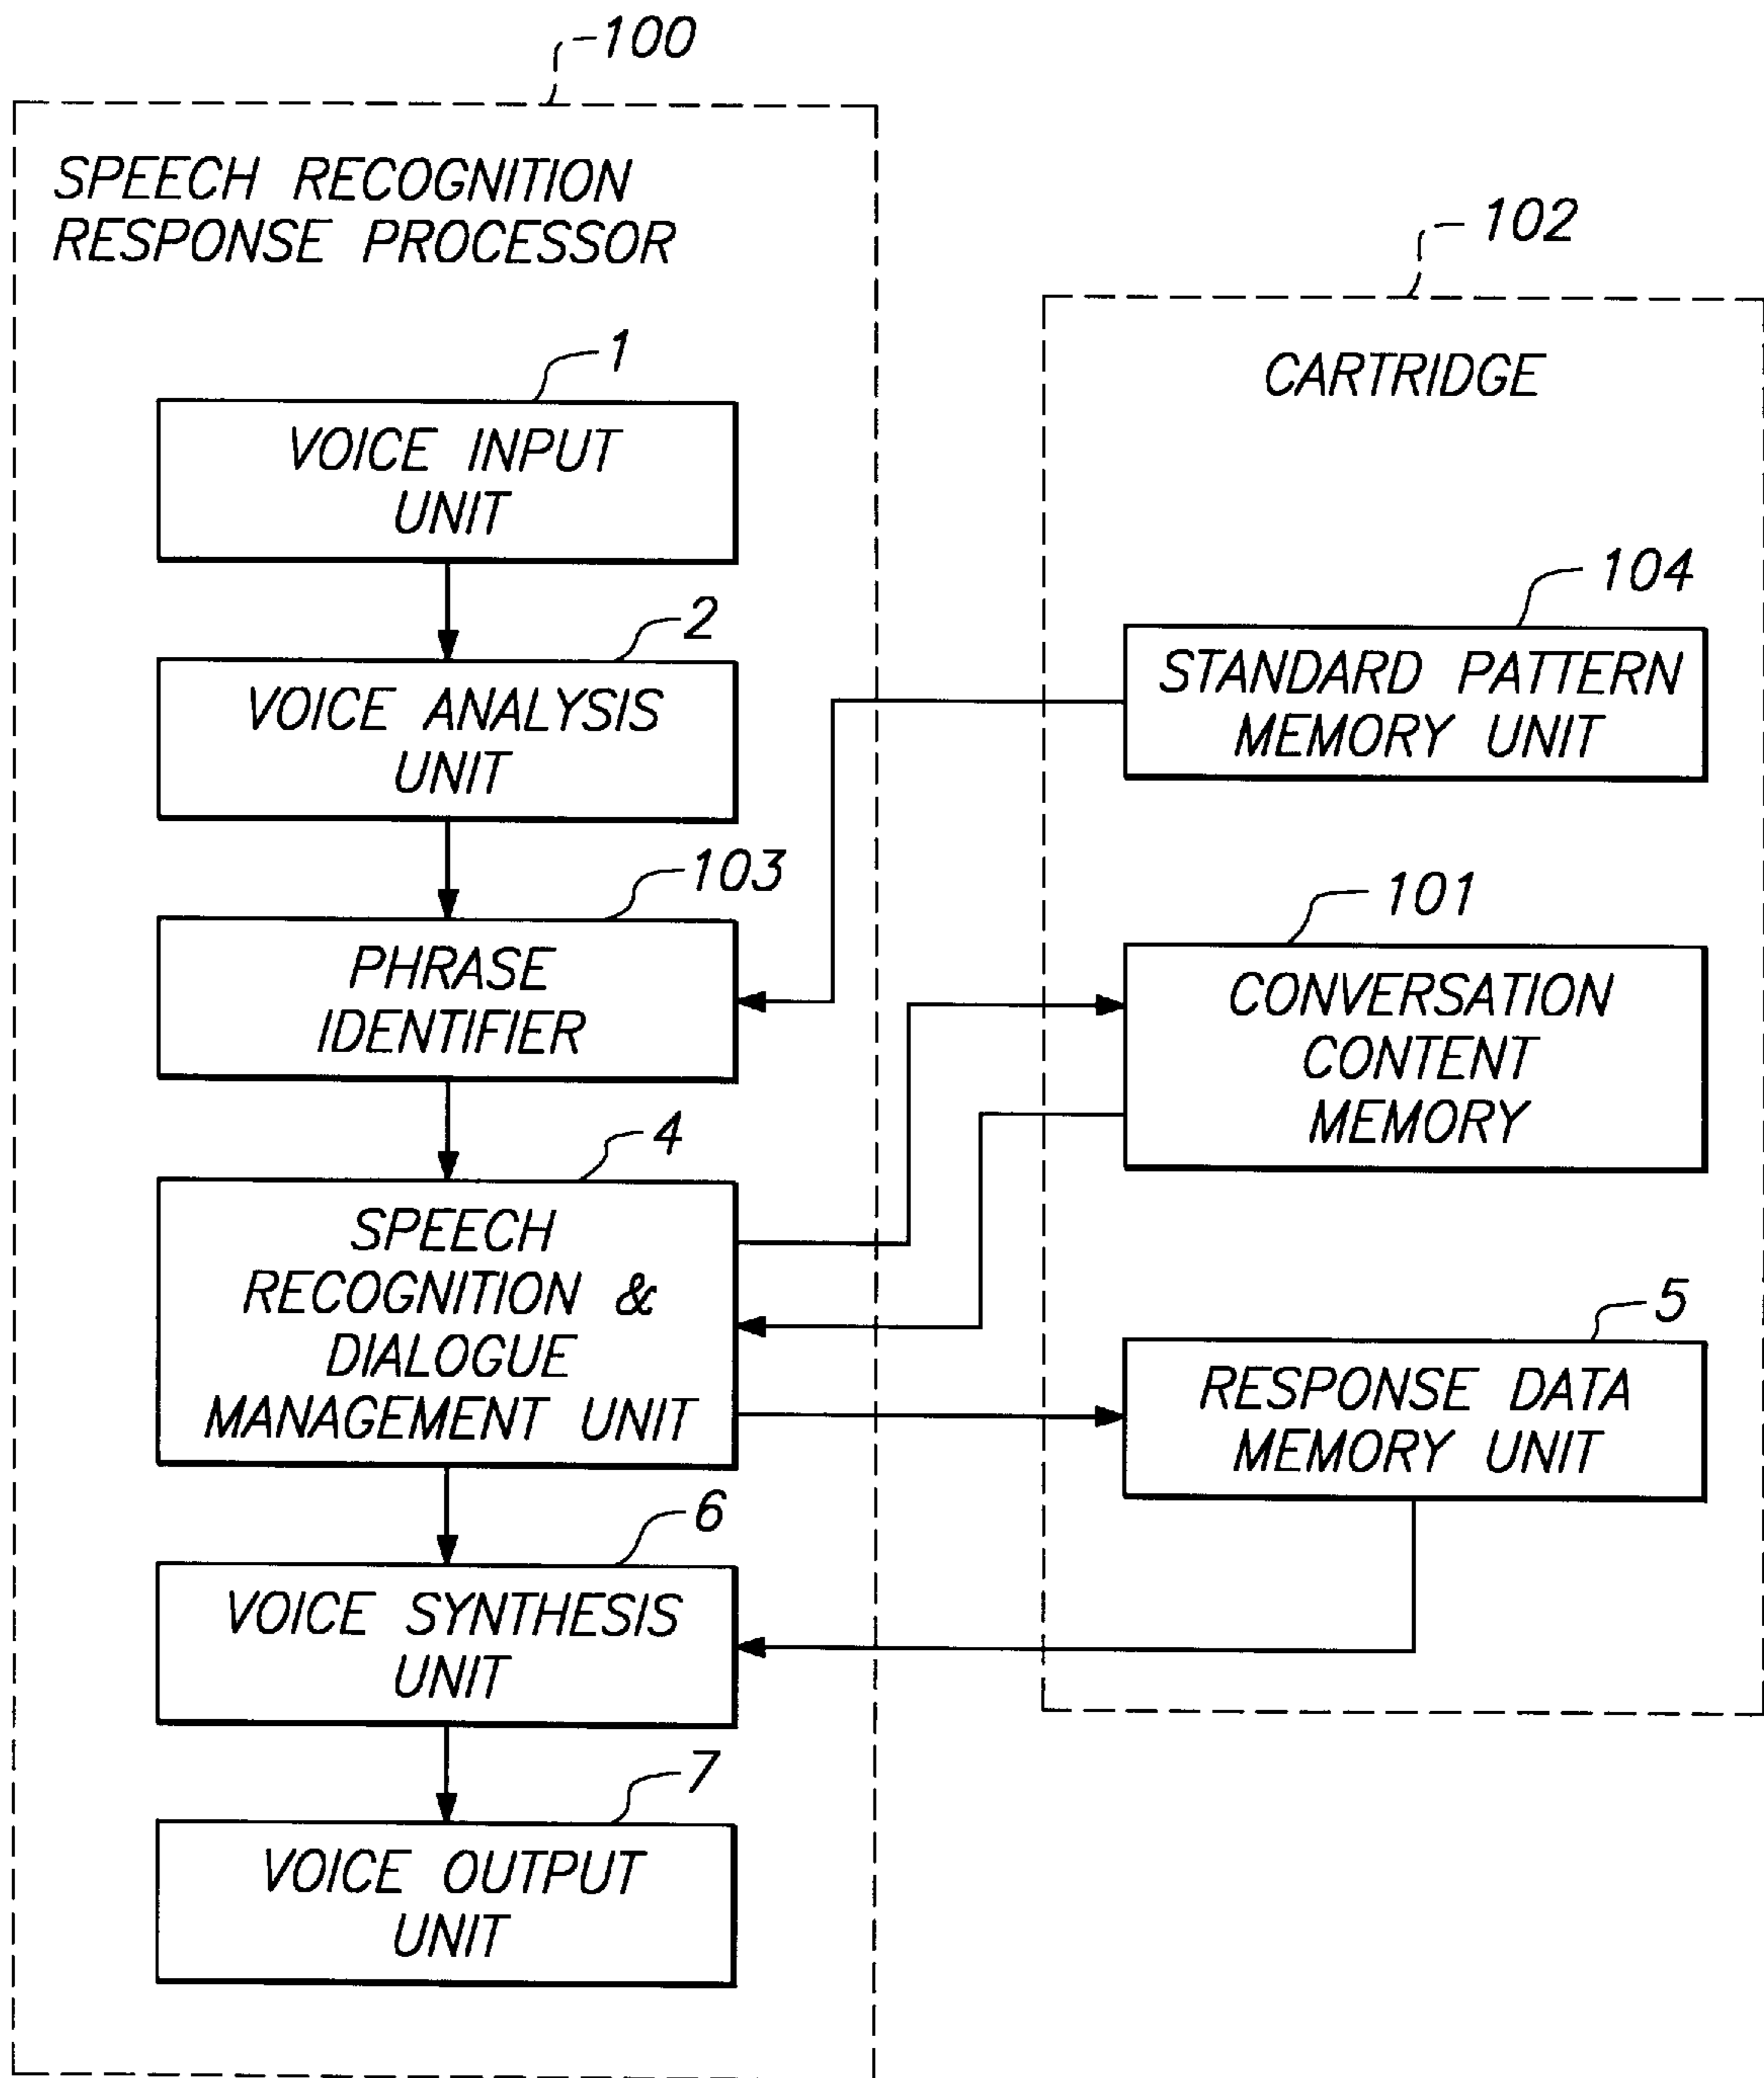 100
SPEECH RECOGNITION
RESPONSE PROCESSOR
1
VOICE INPUT
UNIT
2
VOICE ANALYSIS
UNIT
103
PHRASE
IDENTIFIER
4
SPEECH
RECOGNITION &
DIALOGUE
MANAGEMENT UNIT
6
VOICE SYNTHESIS
UNIT
7
VOICE OUTPUT
UNIT
102
CARTRIDGE
104
STANDARD PATTERN
MEMORY UNIT
101
CONVERSATION
CONTENT
MEMORY
5
RESPONSE DATA
MEMORY UNIT